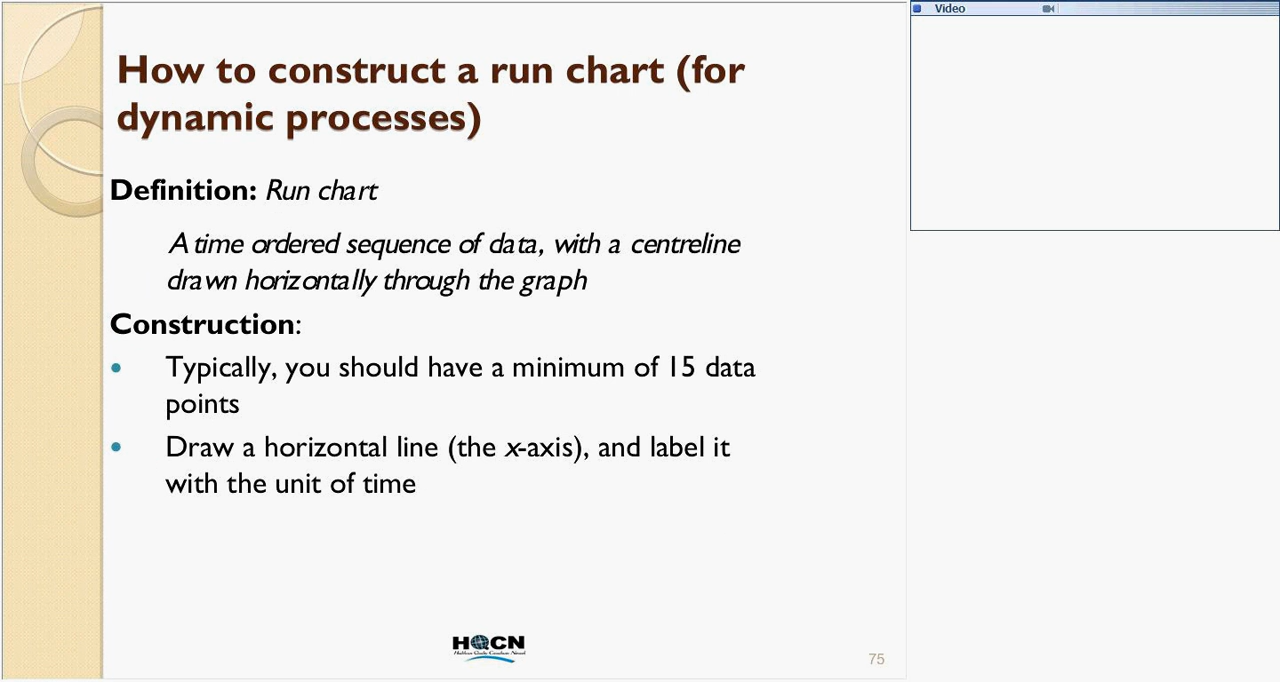 Video
How to construct a run chart (for
dynamic processes)
Definition: Run chart
A time ordered sequence of data, with a centreline
drawn horizontally through the graph
Construction:
• Typically, you should have a minimum of 15 data
points
• Draw a horizontal line (the x-axis), and label it
with the unit of time
HQCN
75